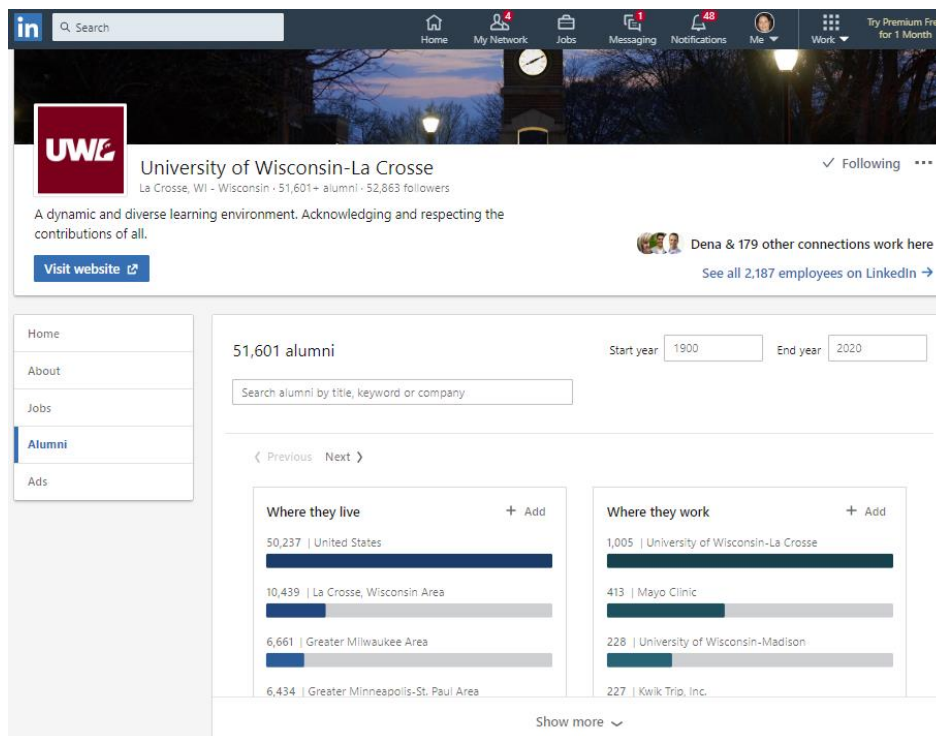 in Search
4
1
48
Home My Network Jobs Messaging Notifications Me Work Try Premium Fre
for 1 Month
UWL
University of Wisconsin-La Crosse
Following
La Crosse, WI - Wisconsin · 51,601+ alumni · 52,863 followers
A dynamic and diverse learning environment. Acknowledging and respecting the
contributions of all.
Dena & 179 other connections work here
Visit website
See all 2,187 employees on LinkedIn →
Home
About
Jobs
Alumni
Ads
51,601 alumni
Start year 1900 End year 2020
Search alumni by title, keyword or company
Previous Next
Where they live + Add
50,237 | United States
10,439 | La Crosse, Wisconsin Area
6,661 | Greater Milwaukee Area
6,434 | Greater Minneapolis-St. Paul Area
Where they work + Add
1,005 | University of Wisconsin-La Crosse
413 | Mayo Clinic
228 | University of Wisconsin-Madison
227 | Kwik Trip, Inc.
Show more